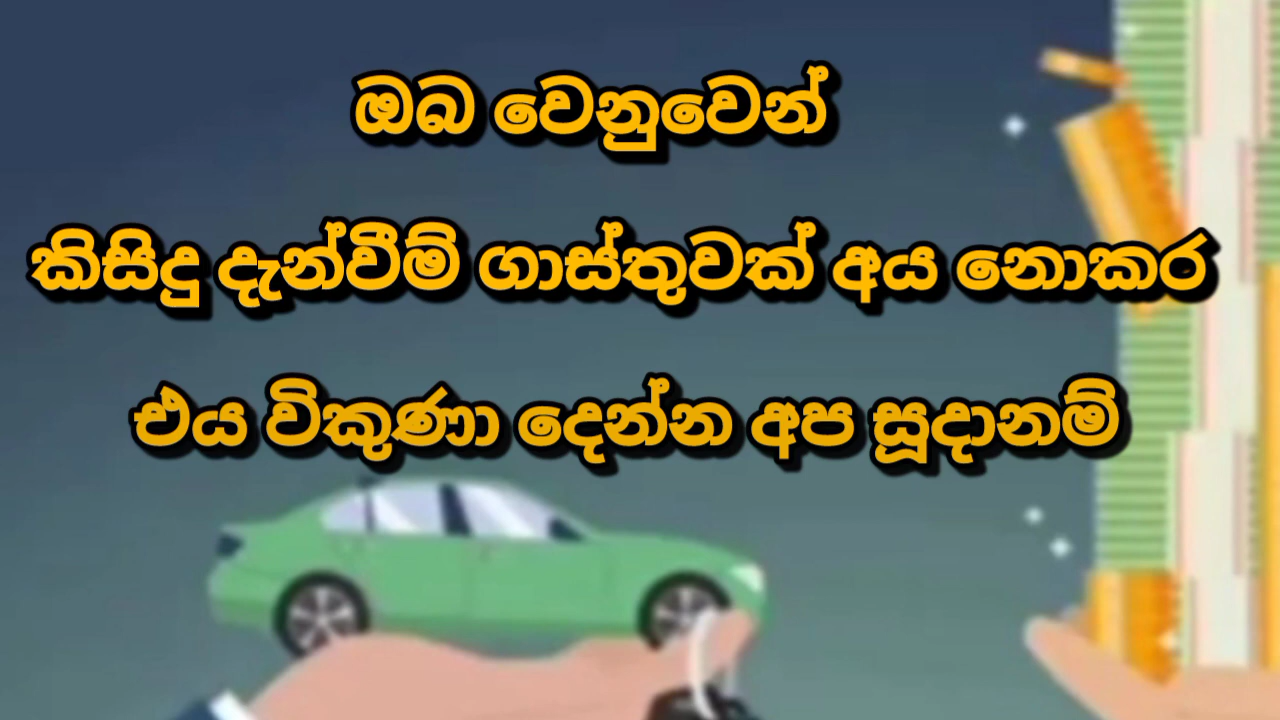 ඔබ වෙනුවෙන්
කිසිදු දැන්වීම් ගාස්තුවක් අය නොකර
එය විකුණා දෙන්න අප සූදානම්